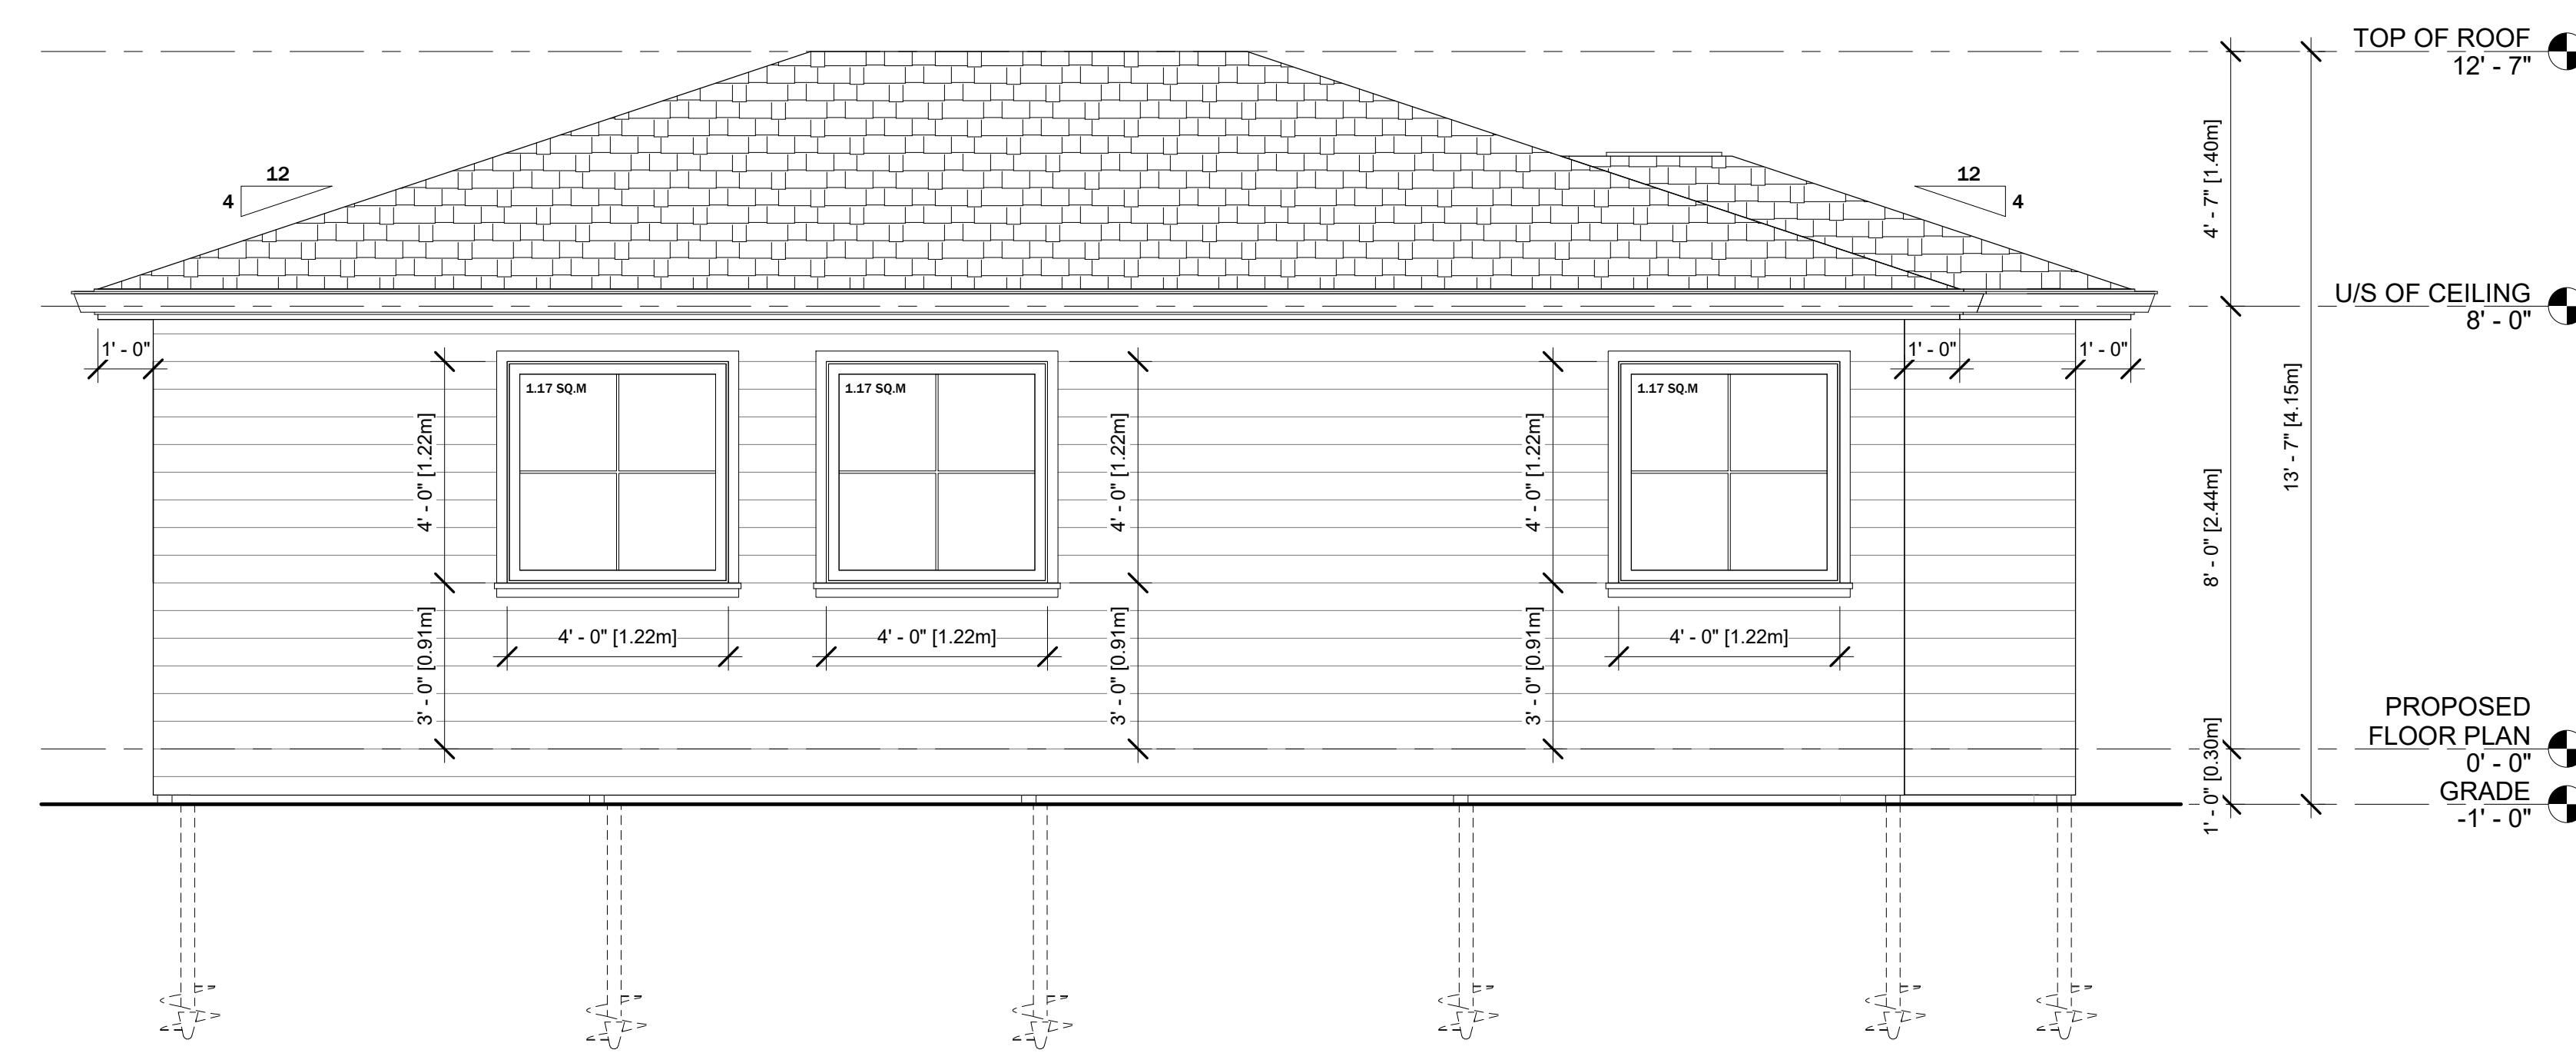 TOP OF ROOF
12' - 7"
12
4
12
4
4' - 7" [1.40m]
U/S OF CEILING
8' - 0"
1' - 0"
1' - 0"
1' - 0"
1.17 SQ.M
1.17 SQ.M
1.17 SQ.M
4' - 0" [1.22m]
4' - 0" [1.22m]
4' - 0" [1.22m]
8' - 0" [2.44m]
13' - 7" [4.15m]
4' - 0" [1.22m]
4' - 0" [1.22m]
4' - 0" [1.22m]
3' - 0" [0.91m]
3' - 0" [0.91m]
3' - 0" [0.91m]
PROPOSED
FLOOR PLAN
0' - 0"
1' - 0" [0.30m]
GRADE
-1' - 0"